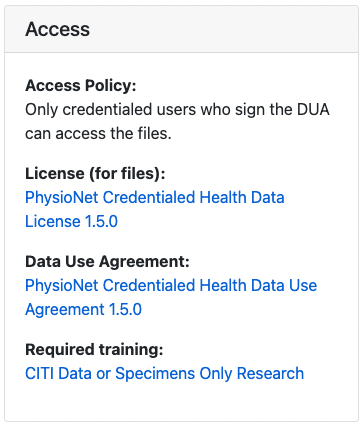 Access
Access Policy:
Only credentialed users who sign the DUA
can access the files.
License (for files):
PhysioNet Credentialed Health Data
License 1.5.0
Data Use Agreement:
PhysioNet Credentialed Health Data Use
Agreement 1.5.0
Required training:
CITI Data or Specimens Only Research